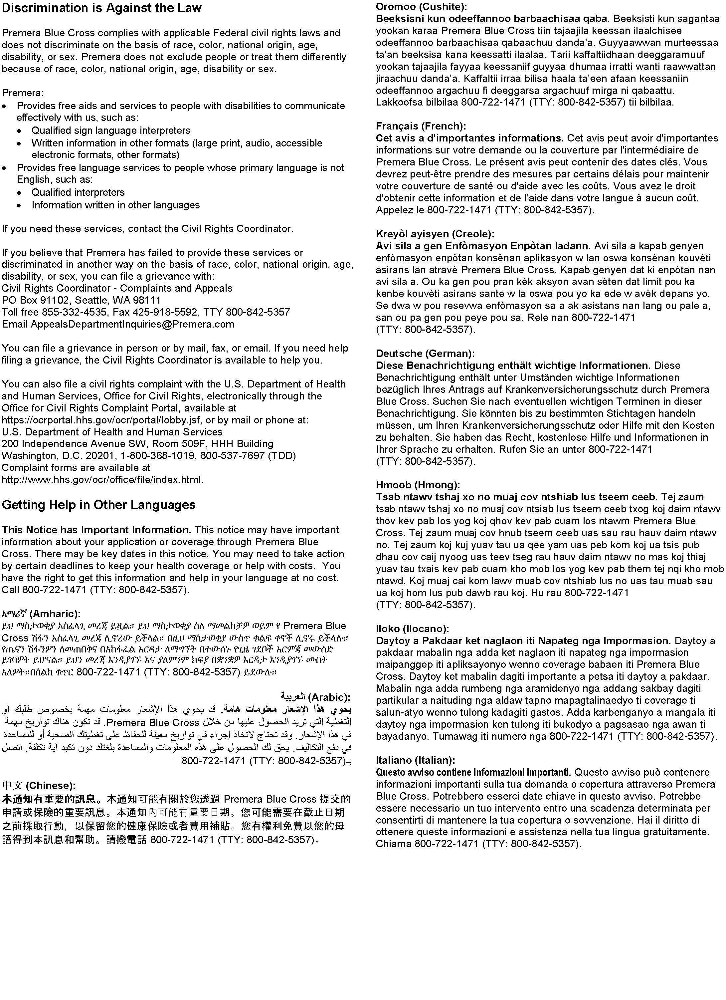 Discrimination is Against the Law
Premera Blue Cross complies with applicable Federal civil rights laws and
does not discriminate on the basis of race, color, national origin, age,
disability, or sex. Premera does not exclude people or treat them differently
because of race, color, national origin, age, disability or sex.
Premera:
• Provides free aids and services to people with disabilities to communicate
effectively with us, such as:
• Qualified sign language interpreters
• Written information in other formats (large print, audio, accessible
electronic formats, other formats)
• Provides free language services to people whose primary language is not
English, such as:
• Qualified interpreters
• Information written in other languages
If you need these services, contact the Civil Rights Coordinator.
If you believe that Premera has failed to provide these services or
discriminated in another way on the basis of race, color, national origin, age,
disability, or sex, you can file a grievance with:
Civil Rights Coordinator - Complaints and Appeals
PO Box 91102, Seattle, WA 98111
Toll free 855-332-4535, Fax 425-918-5592, TTY 800-842-5357
Email AppealsDepartmentInquiries@Premera.com
You can file a grievance in person or by mail, fax, or email. If you need help
filing a grievance, the Civil Rights Coordinator is available to help you.
You can also file a civil rights complaint with the U.S. Department of Health
and Human Services, Office for Civil Rights, electronically through the
Office for Civil Rights Complaint Portal, available at
https://ocrportal.hhs.gov/ocr/portal/lobby.jsf, or by mail or phone at:
U.S. Department of Health and Human Services
200 Independence Avenue SW, Room 509F, HHH Building
Washington, D.C. 20201, 1-800-368-1019, 800-537-7697 (TDD)
Complaint forms are available at
http://www.hhs.gov/ocr/office/file/index.html.
Getting Help in Other Languages
This Notice has Important Information. This notice may have important
information about your application or coverage through Premera Blue
Cross. There may be key dates in this notice. You may need to take action
by certain deadlines to keep your health coverage or help with costs. You
have the right to get this information and help in your language at no cost.
Call 800-722-1471 (TTY: 800-842-5357).
አማሪኛ (Amharic):
ይህ ማስታወቂያ አስፈላጊ መረጃ ይዟል። ይህ ማስታወቂያ ስለ ማመልከቻዎ ወይም የ Premera Blue
Cross ሽፋን አስፈላጊ መረጃ ሊኖረው ይችላል። በዚህ ማስታወቂያ ውስጥ ቁልፍ ቀኖች ሊኖሩ ይችላሉ።
የጤናን ሽፋንዎን ለመጠበቅና በአከፋፈል እርዳታ ለማግኘት በተውሰኑ የጊዜ ገደቦች እርምጃ መውሰድ
ይገባዎት ይሆናል። ይህን መረጃ እንዲያገኙ እና ያለምንም ክፍያ በቋንቋዎ እርዳታ እንዲያገኙ መብት
አለዎት።በስልክ ቁጥር 800-722-1471 (TTY: 800-842-5357) ይደውሉ።
العربية (Arabic):
يحوي هذا الإشعار معلومات هامة. قد يحوي هذا الإشعار معلومات مهمة بخصوص طلبك أو
التغطية التي تريد الحصول عليها من خلال Premera Blue Cross. قد تكون هناك تواريخ مهمة
في هذا الإشعار. وقد تحتاج لاتخاذ إجراء في تواريخ معينة للحفاظ على تغطيتك الصحية أو للمساعدة
في دفع التكاليف. يحق لك الحصول على هذه المعلومات والمساعدة بلغتك دون تكبد أية تكلفة. اتصل
بـ800-722-1471 (TTY: 800-842-5357)
中文 (Chinese):
本通知有重要的訊息。本通知可能有關於您透過 Premera Blue Cross 提交的
申請或保險的重要訊息。本通知內可能有重要日期。您可能需要在截止日期
之前採取行動，以保留您的健康保險或者費用補貼。您有權利免費以您的母
語得到本訊息和幫助。請撥電話 800-722-1471 (TTY: 800-842-5357)。
Oromoo (Cushite):
Beeksisni kun odeeffannoo barbaachisaa qaba. Beeksisti kun sagantaa
yookan karaa Premera Blue Cross tiin tajaajila keessan ilaalchisee
odeeffannoo barbaachisaa qabaachuu danda’a. Guyyaawwan murteessaa
ta’an beeksisa kana keessatti ilaalaa. Tarii kaffaltiidhaan deeggaramuuf
yookan tajaajila fayyaa keessaniif guyyaa dhumaa irratti wanti raawwattan
jiraachuu danda’a. Kaffaltii irraa bilisa haala ta’een afaan keessaniin
odeeffannoo argachuu fi deeggarsa argachuuf mirga ni qabaattu.
Lakkoofsa bilbilaa 800-722-1471 (TTY: 800-842-5357) tii bilbilaa.
Français (French):
Cet avis a d'importantes informations. Cet avis peut avoir d'importantes
informations sur votre demande ou la couverture par l'intermédiaire de
Premera Blue Cross. Le présent avis peut contenir des dates clés. Vous
devrez peut-être prendre des mesures par certains délais pour maintenir
votre couverture de santé ou d'aide avec les coûts. Vous avez le droit
d'obtenir cette information et de l’aide dans votre langue à aucun coût.
Appelez le 800-722-1471 (TTY: 800-842-5357).
Kreyòl ayisyen (Creole):
Avi sila a gen Enfòmasyon Enpòtan ladann. Avi sila a kapab genyen
enfòmasyon enpòtan konsènan aplikasyon w lan oswa konsènan kouvèti
asirans lan atravè Premera Blue Cross. Kapab genyen dat ki enpòtan nan
avi sila a. Ou ka gen pou pran kèk aksyon avan sèten dat limit pou ka
kenbe kouvèti asirans sante w la oswa pou yo ka ede w avèk depans yo.
Se dwa w pou resevwa enfòmasyon sa a ak asistans nan lang ou pale a,
san ou pa gen pou peye pou sa. Rele nan 800-722-1471
(TTY: 800-842-5357).
Deutsche (German):
Diese Benachrichtigung enthält wichtige Informationen. Diese
Benachrichtigung enthält unter Umständen wichtige Informationen
bezüglich Ihres Antrags auf Krankenversicherungsschutz durch Premera
Blue Cross. Suchen Sie nach eventuellen wichtigen Terminen in dieser
Benachrichtigung. Sie könnten bis zu bestimmten Stichtagen handeln
müssen, um Ihren Krankenversicherungsschutz oder Hilfe mit den Kosten
zu behalten. Sie haben das Recht, kostenlose Hilfe und Informationen in
Ihrer Sprache zu erhalten. Rufen Sie an unter 800-722-1471
(TTY: 800-842-5357).
Hmoob (Hmong):
Tsab ntawv tshaj xo no muaj cov ntshiab lus tseem ceeb. Tej zaum
tsab ntawv tshaj xo no muaj cov ntsiab lus tseem ceeb txog koj daim ntawv
thov kev pab los yog koj qhov kev pab cuam los ntawm Premera Blue
Cross. Tej zaum muaj cov hnub tseem ceeb uas sau rau hauv daim ntawv
no. Tej zaum koj kuj yuav tau ua qee yam uas peb kom koj ua tsis pub
dhau cov caij nyoog uas teev tseg rau hauv daim ntawv no mas koj thiaj
yuav tau txais kev pab cuam kho mob los yog kev pab them tej nqi kho mob
ntawd. Koj muaj cai kom lawv muab cov ntshiab lus no uas tau muab sau
ua koj hom lus pub dawb rau koj. Hu rau 800-722-1471
(TTY: 800-842-5357).
Iloko (Ilocano):
Daytoy a Pakdaar ket naglaon iti Napateg nga Impormasion. Daytoy a
pakdaar mabalin nga adda ket naglaon iti napateg nga impormasion
maipanggep iti apliksayonyo wenno coverage babaen iti Premera Blue
Cross. Daytoy ket mabalin dagiti importante a petsa iti daytoy a pakdaar.
Mabalin nga adda rumbeng nga aramidenyo nga addang sakbay dagiti
partikular a naituding nga aldaw tapno mapagtalinaedyo ti coverage ti
salun-atyo wenno tulong kadagiti gastos. Adda karbenganyo a mangala iti
daytoy nga impormasion ken tulong iti bukodyo a pagsasao nga awan ti
bayadanyo. Tumawag iti numero nga 800-722-1471 (TTY: 800-842-5357).
Italiano (Italian):
Questo avviso contiene informazioni importanti. Questo avviso può contenere
informazioni importanti sulla tua domanda o copertura attraverso Premera
Blue Cross. Potrebbero esserci date chiave in questo avviso. Potrebbe
essere necessario un tuo intervento entro una scadenza determinata per
consentirti di mantenere la tua copertura o sovvenzione. Hai il diritto di
ottenere queste informazioni e assistenza nella tua lingua gratuitamente.
Chiama 800-722-1471 (TTY: 800-842-5357).